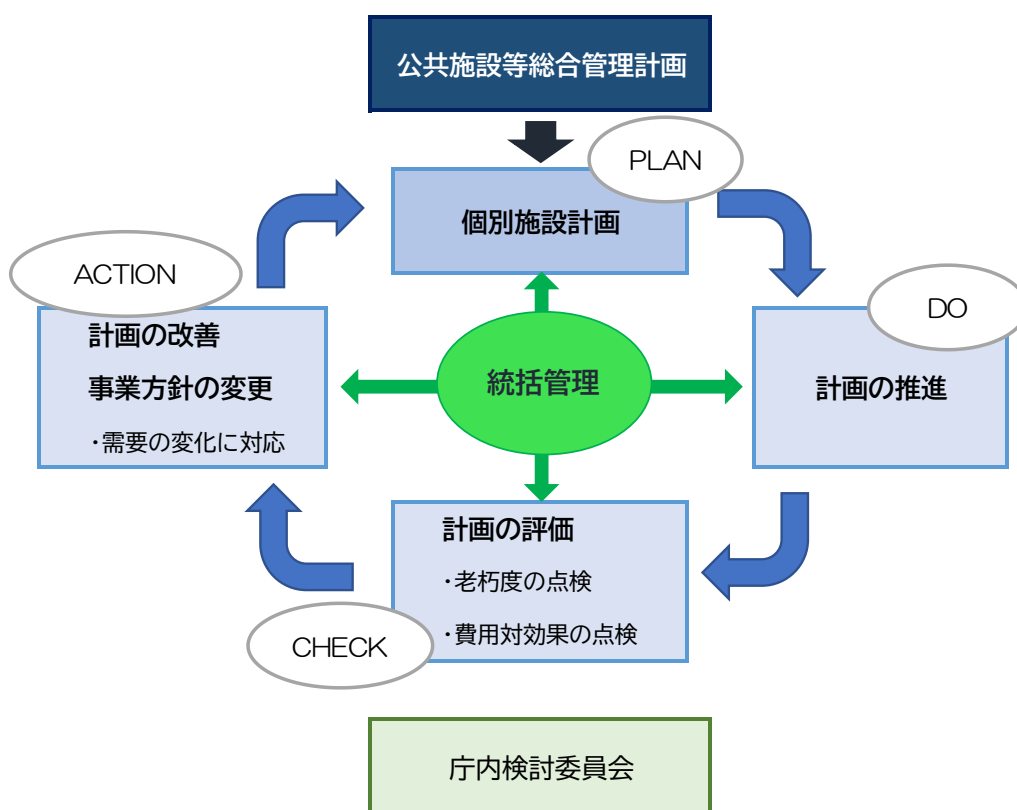 公共施設等総合管理計画
PLAN
個別施設計画
ACTION
DO
計画の改善
事業方針の変更
・需要の変化に対応
統括管理
計画の推進
計画の評価
・老朽度の点検
・費用対効果の点検
CHECK
庁内検討委員会